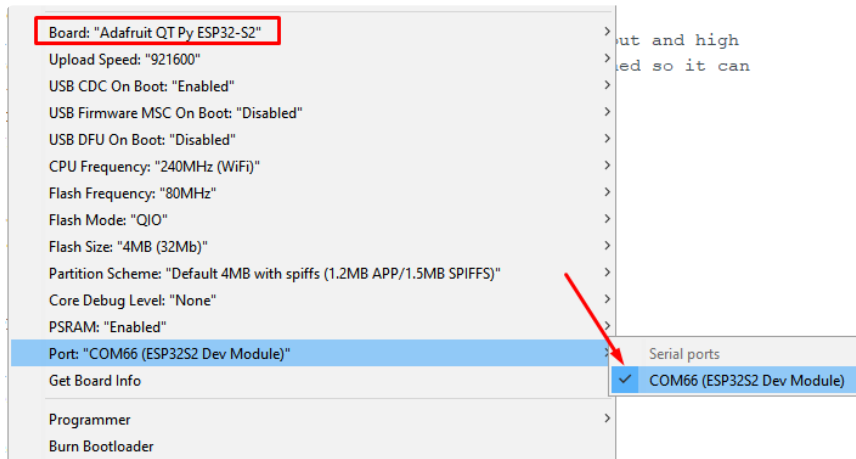 Board: "Adafruit QT Py ESP32-S2"
out and high
Upload Speed: "921600"
so it can
USB CDC On Boot: "Enabled"
USB Firmware MSC On Boot: "Disabled"
USB DFU On Boot: "Disabled"
CPU Frequency: "240MHz (WiFi)"
Flash Frequency: "80MHz"
Flash Mode: "QIO"
Flash Size: "4MB (32Mb)"
Partition Scheme: "Default 4MB with spiffs (1.2MB APP/1.5MB SPIFFS)"
Core Debug Level: "None"
PSRAM: "Enabled"
Port: "COM66 (ESP32S2 Dev Module)"
Serial ports
COM66 (ESP32S2 Dev Module)
Get Board Info
Programmer
Burn Bootloader